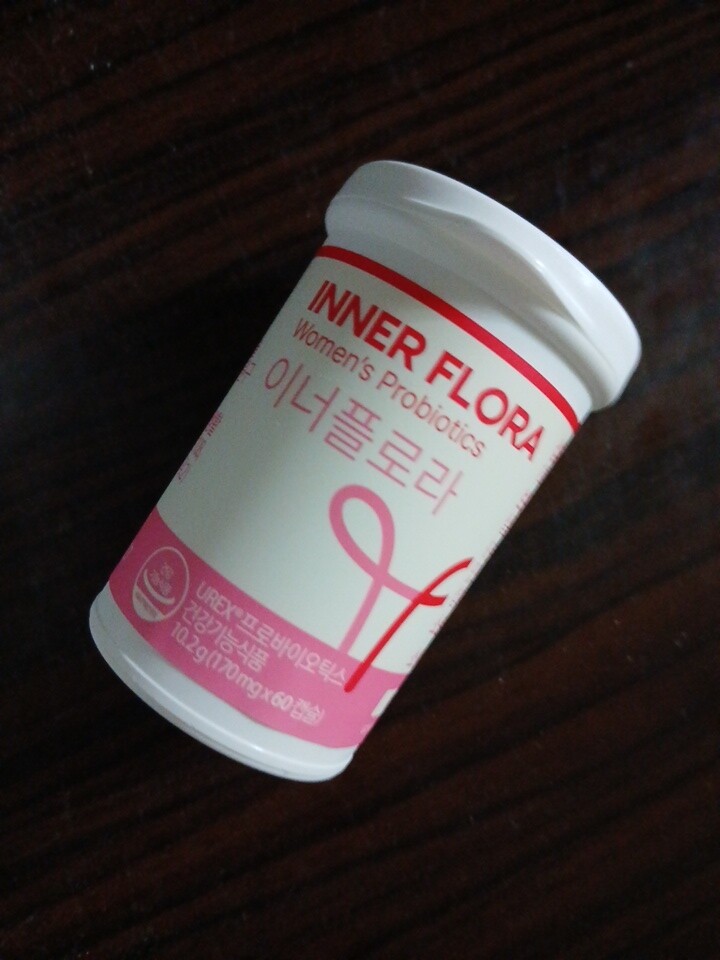 INNER FLORA
Women's Probiotics
이너플로라
UREX® 프로바이오틱스
건강기능식품
10.2g(170mg x 60캡슐)